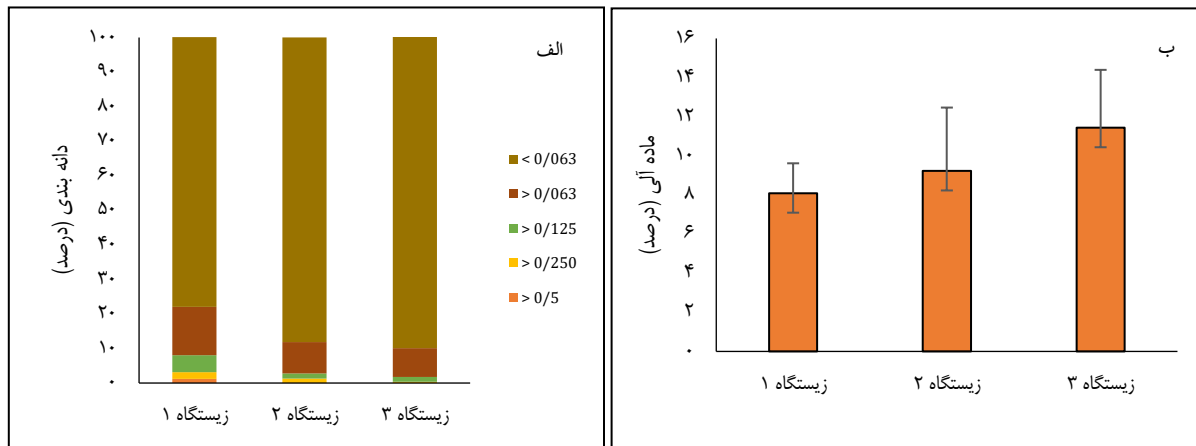 الف
دانه بندی (درصد)
۱۰۰
۹۰
۸۰
۷۰
۶۰
۵۰
۴۰
۳۰
۲۰
۱۰
۰
زیستگاه ۱
زیستگاه ۲
زیستگاه ۳
< 0/063
> 0/063
> 0/125
> 0/250
> 0/5
ب
ماده آلی (درصد)
۱۶
۱۴
۱۲
۱۰
۸
۶
۴
۲
۰
زیستگاه ۱
زیستگاه ۲
زیستگاه ۳